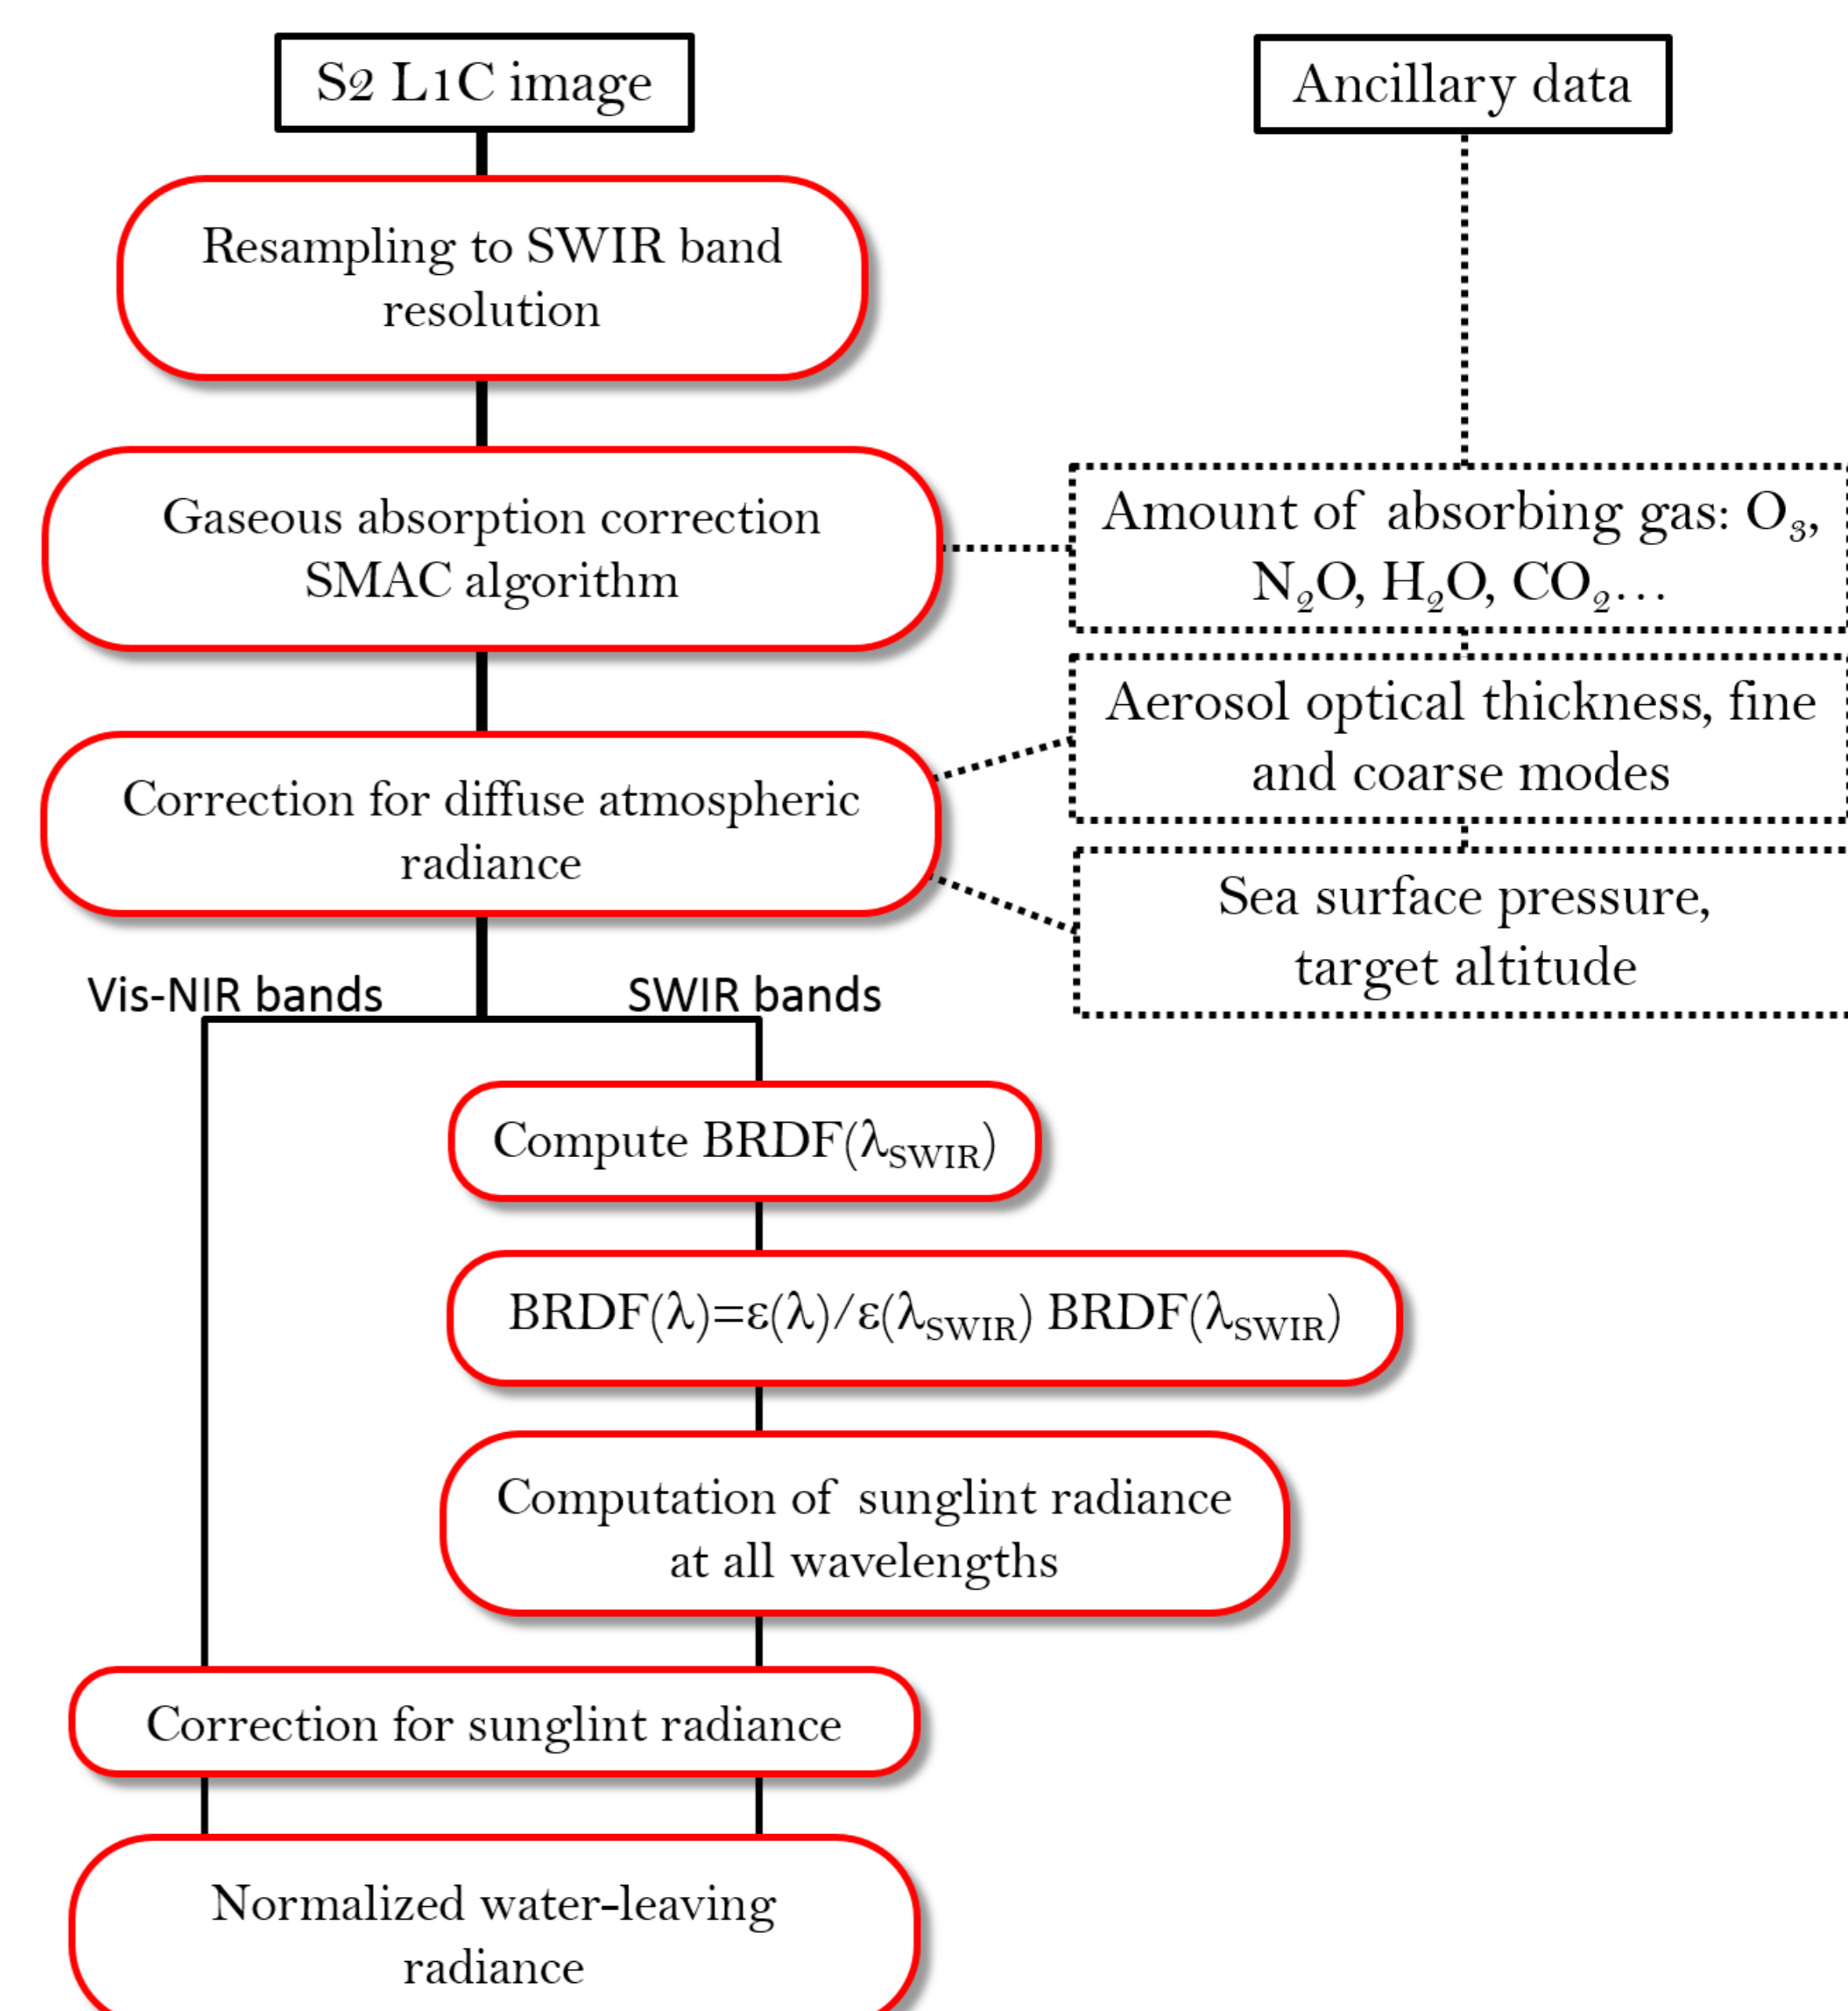 S2 L1C image
Ancillary data
Resampling to SWIR band
resolution
Gaseous absorption correction
SMAC algorithm
Amount of absorbing gas: O₃,
N₂O, H₂O, CO₂…
Aerosol optical thickness, fine
and coarse modes
Correction for diffuse atmospheric
radiance
Sea surface pressure,
target altitude
Vis-NIR bands
SWIR bands
Compute BRDF(λSWIR)
BRDF(λ)=ε(λ)/ε(λSWIR) BRDF(λSWIR)
Computation of sunglint radiance
at all wavelengths
Correction for sunglint radiance
Normalized water-leaving
radiance